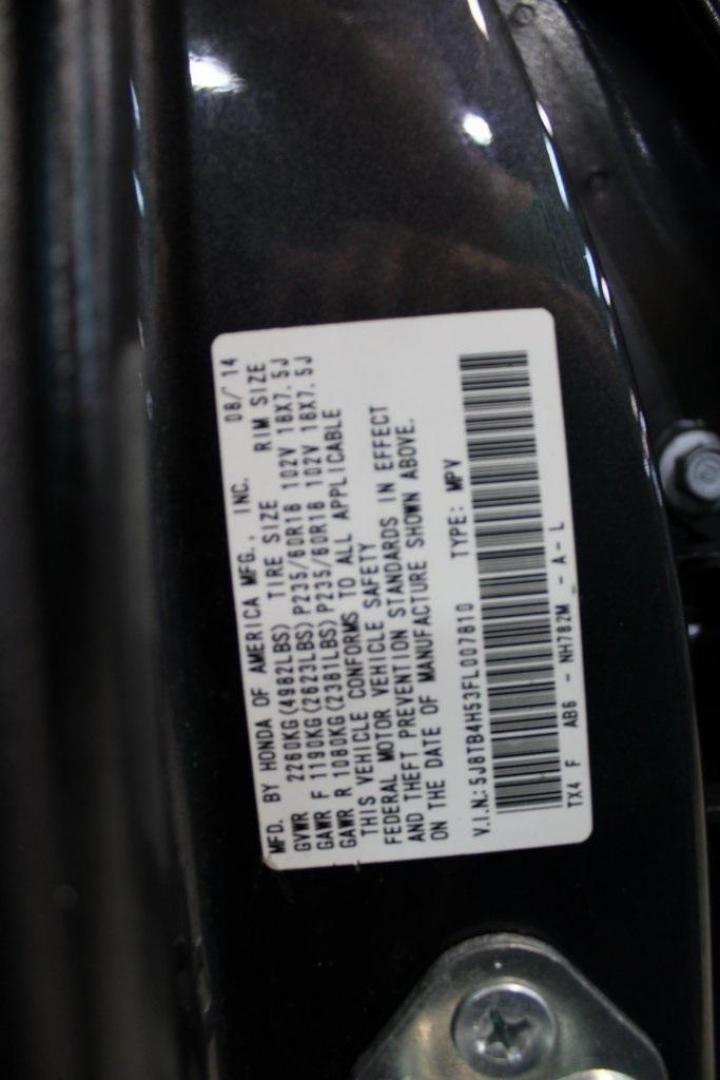 MFD. BY HONDA OF AMERICA MFG., INC. 08/ 14
GVWR 2260KG(4982LBS) TIRE SIZE RIM SIZE
GAWR F 1190KG(2623LBS)P235/60R18 102V 18X7.5J
GAWR R 1080KG(2381LBS)P235/60R18 102V 18X7.5J
THIS VEHICLE CONFORMS TO ALL APPLICABLE
FEDERAL MOTOR VEHICLE SAFETY
AND THEFT PREVENTION STANDARDS IN EFFECT
ON THE DATE OF MANUFACTURE SHOWN ABOVE.
V.I.N.:5J8TB4H53FL007810 TYPE: MPV
TX4 F AB6 - NH782M - A - L